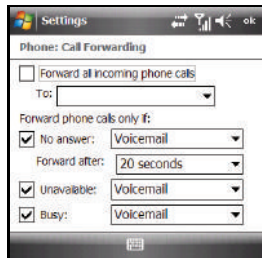 Settings ok
Phone: Call Forwarding
Forward all incoming phone calls
To:
Forward phone calls only if:
No answer: Voicemail
Forward after: 20 seconds
Unavailable: Voicemail
Busy: Voicemail